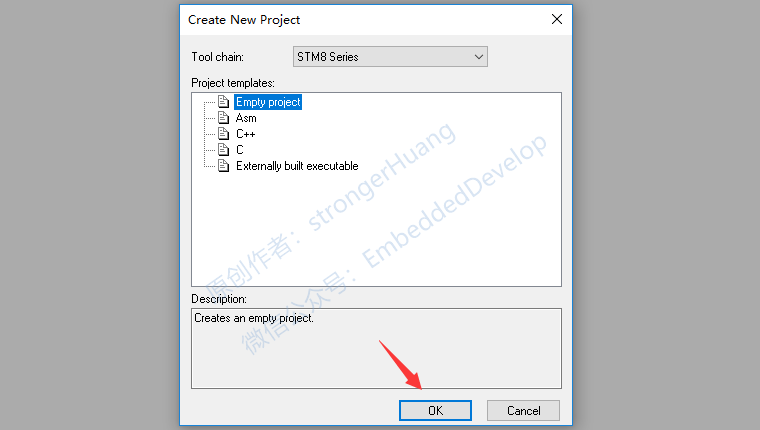 Create New Project
Tool chain:
STM8 Series
Project templates:
Empty project
Asm
C++
C
Externally built executable
原创作者：strongerHuang
微信公众号：EmbeddedDevelop
Description:
Creates an empty project.
OK
Cancel